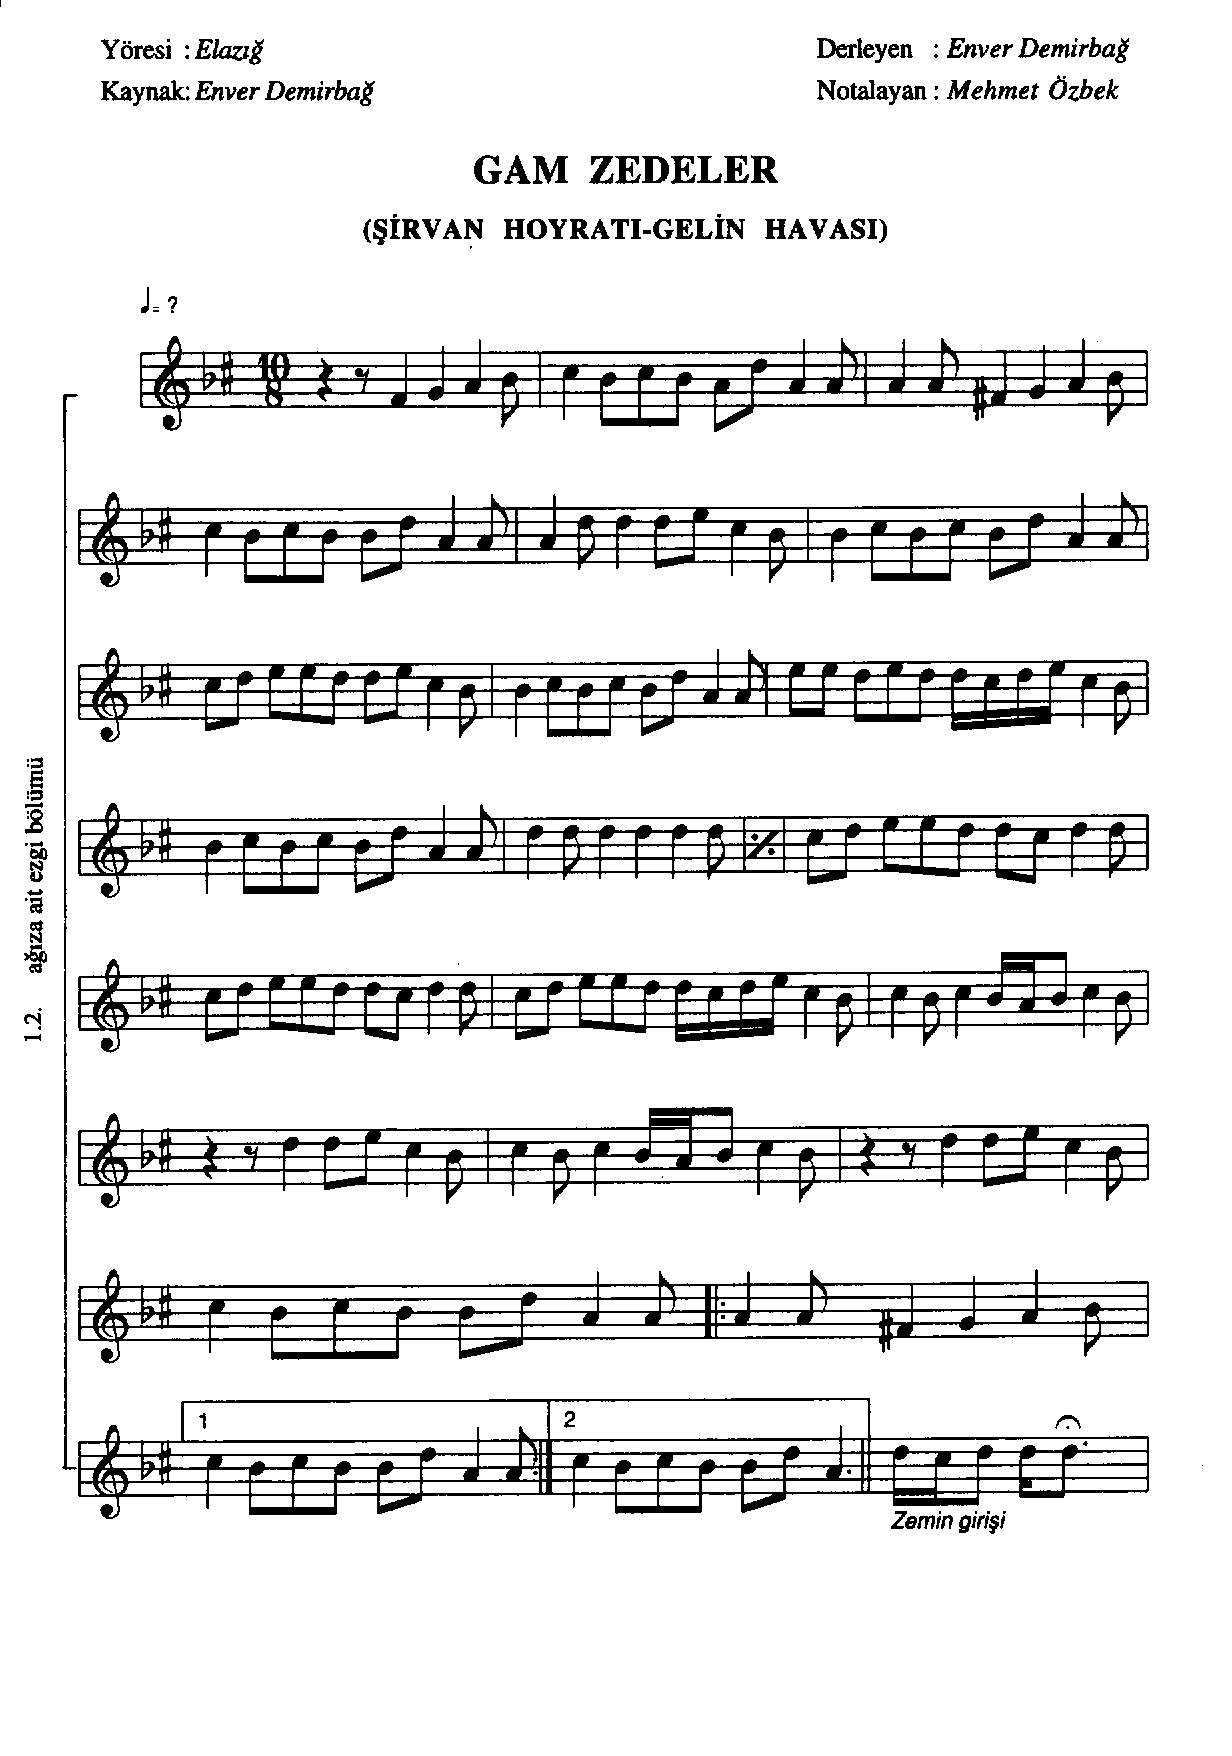 Yöresi : Elazığ
Derleyen : Enver Demirbağ
Kaynak: Enver Demirbağ
Notalayan : Mehmet Özbek
GAM ZEDELER
(ŞİRVAN HOYRATI-GELİN HAVASI)
= ?
10
8
1.2. ağıza ait ezgi bölümü
1
2
Zemin girişi